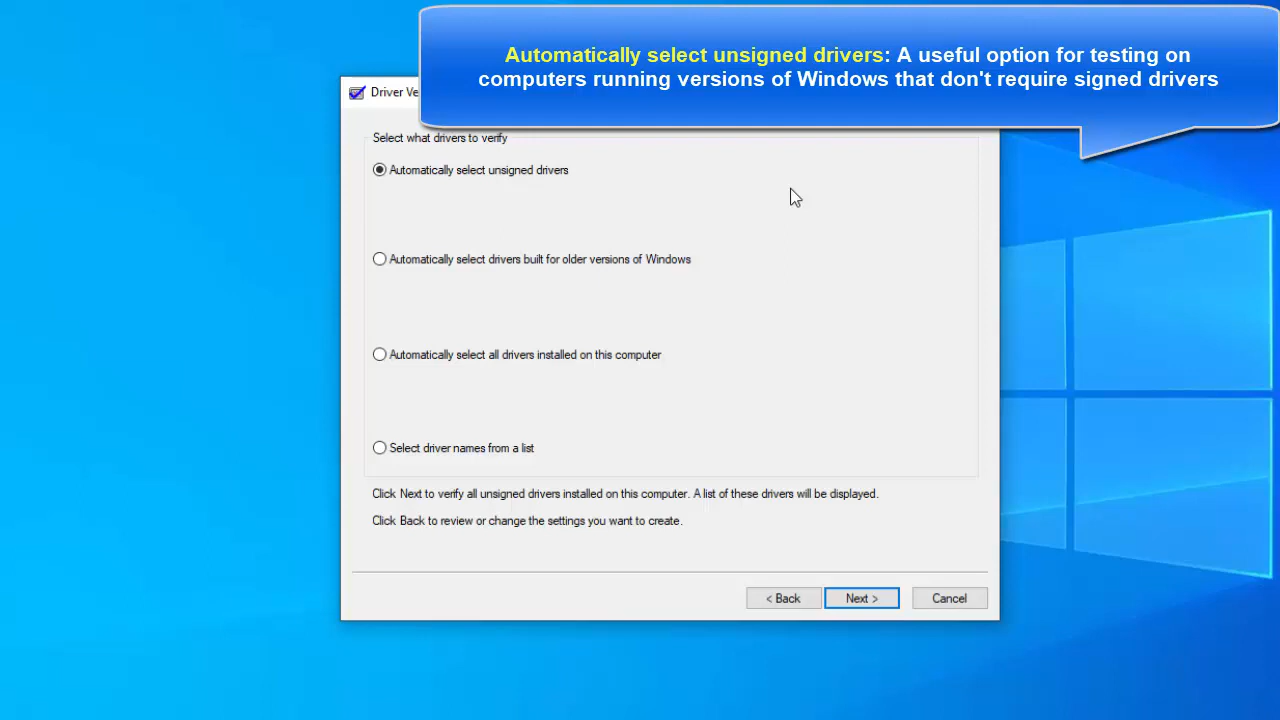 Automatically select unsigned drivers: A useful option for testing on
computers running versions of Windows that don't require signed drivers
Driver Ve
Select what drivers to verify
Automatically select unsigned drivers
Automatically select drivers built for older versions of Windows
Automatically select all drivers installed on this computer
Select driver names from a list
Click Next to verify all unsigned drivers installed on this computer. A list of these drivers will be displayed.
Click Back to review or change the settings you want to create.
< Back
Next >
Cancel